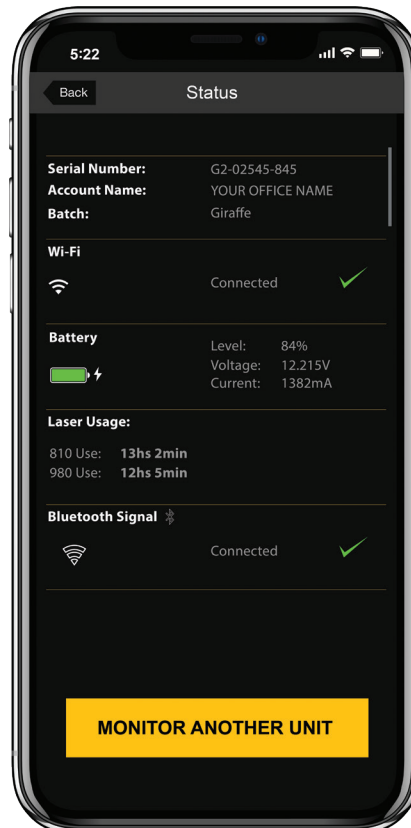 5:22
Back
Status
Serial Number: G2-02545-845
Account Name: YOUR OFFICE NAME
Batch: Giraffe
Wi-Fi
Connected
Battery
Level: 84%
Voltage: 12.215V
Current: 1382mA
Laser Usage:
810 Use: 13hs 2min
980 Use: 12hs 5min
Bluetooth Signal
Connected
MONITOR ANOTHER UNIT